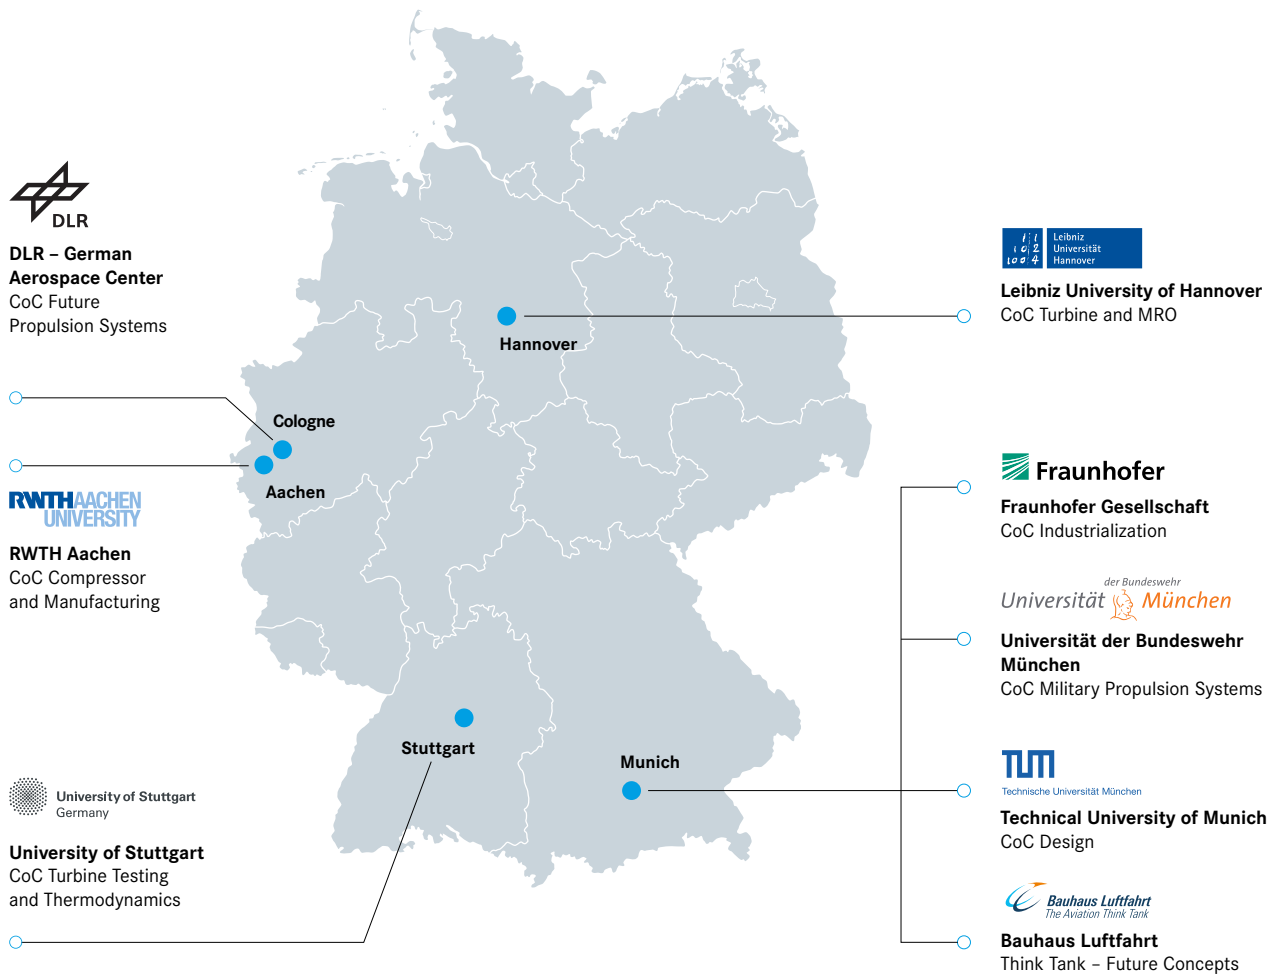 DLR
DLR – German
Aerospace Center
CoC Future
Propulsion Systems
Cologne
Aachen
RWTHAACHEN
UNIVERSITY
RWTH Aachen
CoC Compressor
and Manufacturing
Stuttgart
University of Stuttgart
Germany
University of Stuttgart
CoC Turbine Testing
and Thermodynamics
Hannover
11 Leibniz
102 Universität
1004 Hannover
Leibniz University of Hannover
CoC Turbine and MRO
Munich
Fraunhofer
Fraunhofer Gesellschaft
CoC Industrialization
der Bundeswehr
Universität München
Universität der Bundeswehr
München
CoC Military Propulsion Systems
TUM
Technische Universität München
Technical University of Munich
CoC Design
Bauhaus Luftfahrt
The Aviation Think Tank
Bauhaus Luftfahrt
Think Tank – Future Concepts